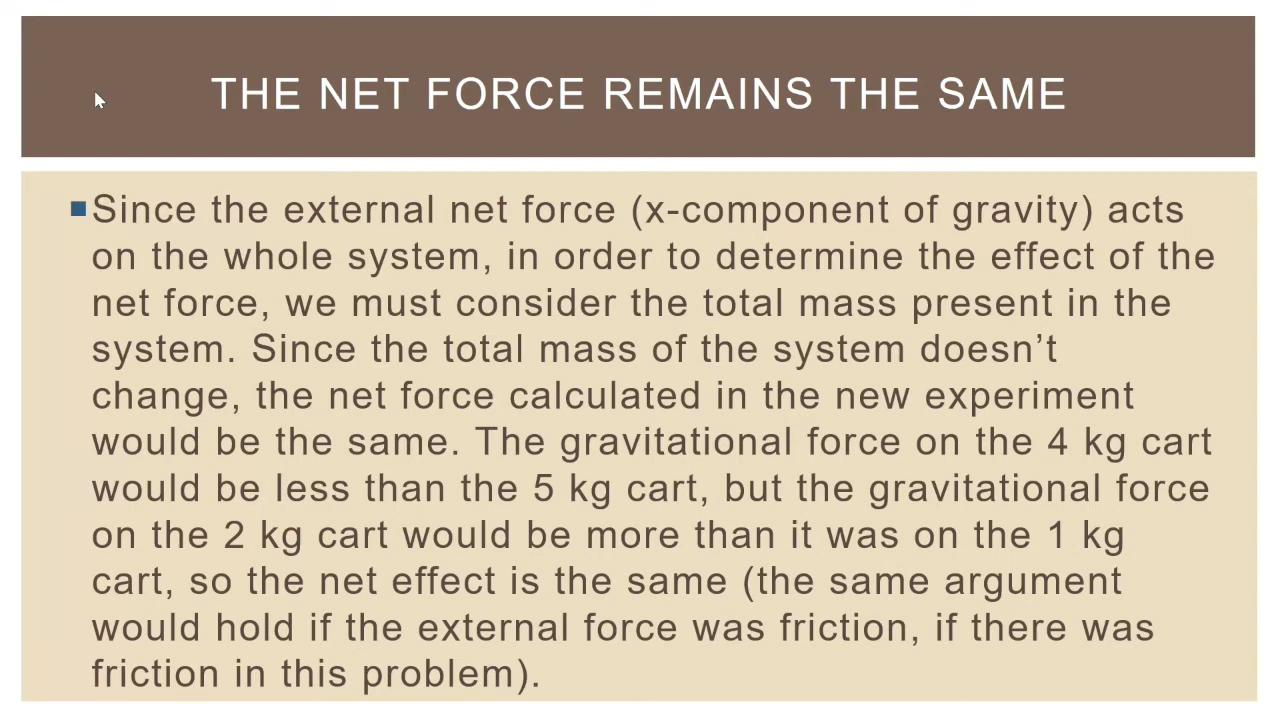 THE NET FORCE REMAINS THE SAME
Since the external net force (x-component of gravity) acts
on the whole system, in order to determine the effect of the
net force, we must consider the total mass present in the
system. Since the total mass of the system doesn’t
change, the net force calculated in the new experiment
would be the same. The gravitational force on the 4 kg cart
would be less than the 5 kg cart, but the gravitational force
on the 2 kg cart would be more than it was on the 1 kg
cart, so the net effect is the same (the same argument
would hold if the external force was friction, if there was
friction in this problem).